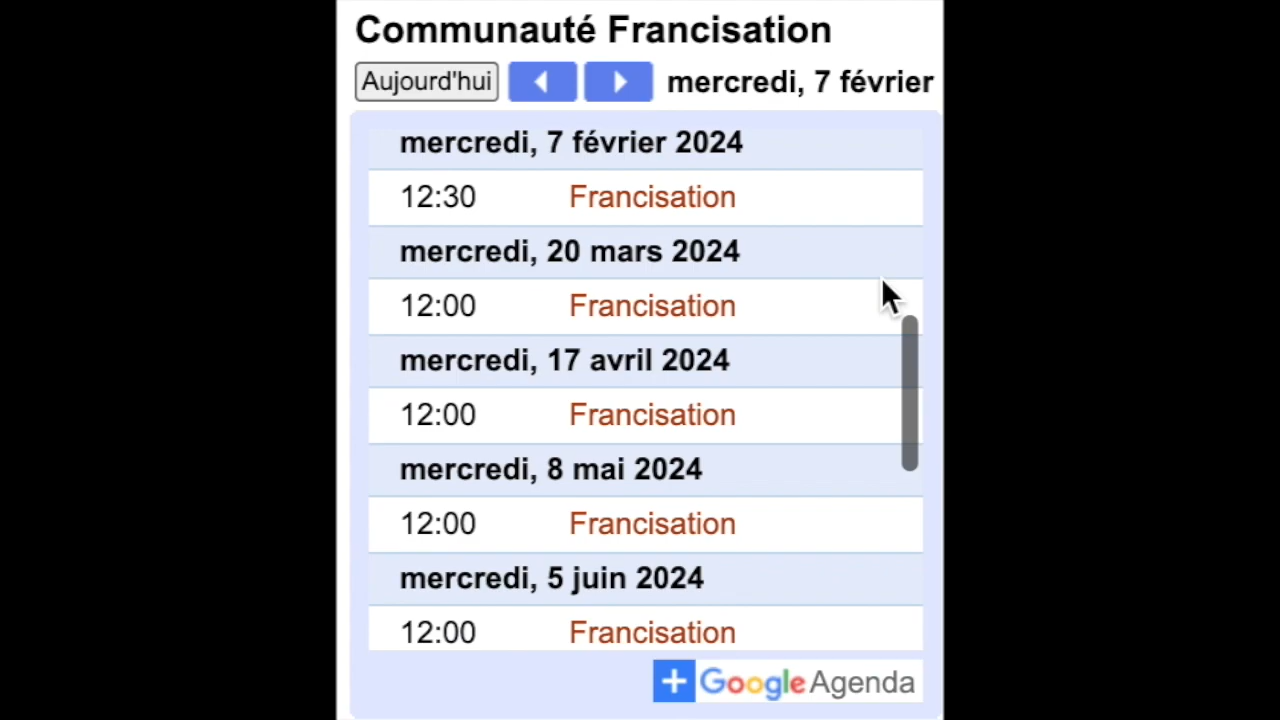 Communauté Francisation
Aujourd'hui mercredi, 7 février
mercredi, 7 février 2024
12:30 Francisation
mercredi, 20 mars 2024
12:00 Francisation
mercredi, 17 avril 2024
12:00 Francisation
mercredi, 8 mai 2024
12:00 Francisation
mercredi, 5 juin 2024
12:00 Francisation
+ Google Agenda